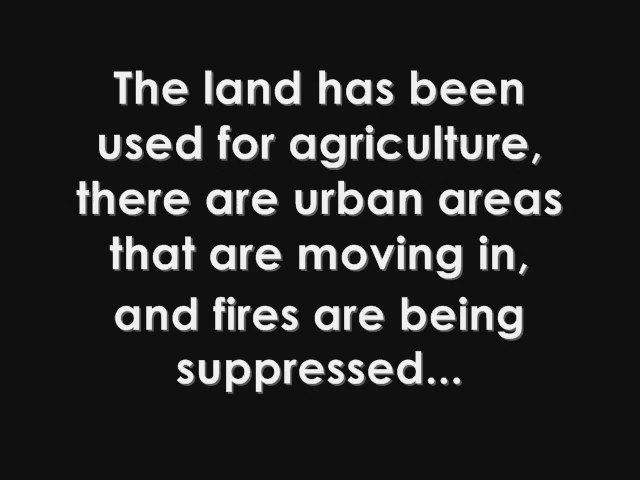 The land has been
used for agriculture,
there are urban areas
that are moving in,
and fires are being
suppressed...